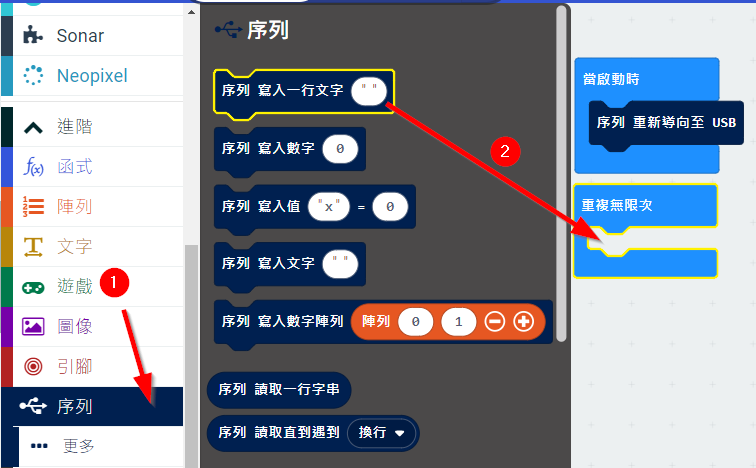 Sonar
Neopixel
進階
函式
陣列
文字
遊戲
圖像
引腳
序列
更多
1
序列
序列 寫入一行文字 " "
序列 寫入數字 0
序列 寫入值 "x" = 0
序列 寫入文字 " "
序列 寫入數字陣列 陣列 0 1
序列 讀取一行字串
序列 讀取直到遇到 換行
2
當啟動時
序列 重新導向至 USB
重複無限次